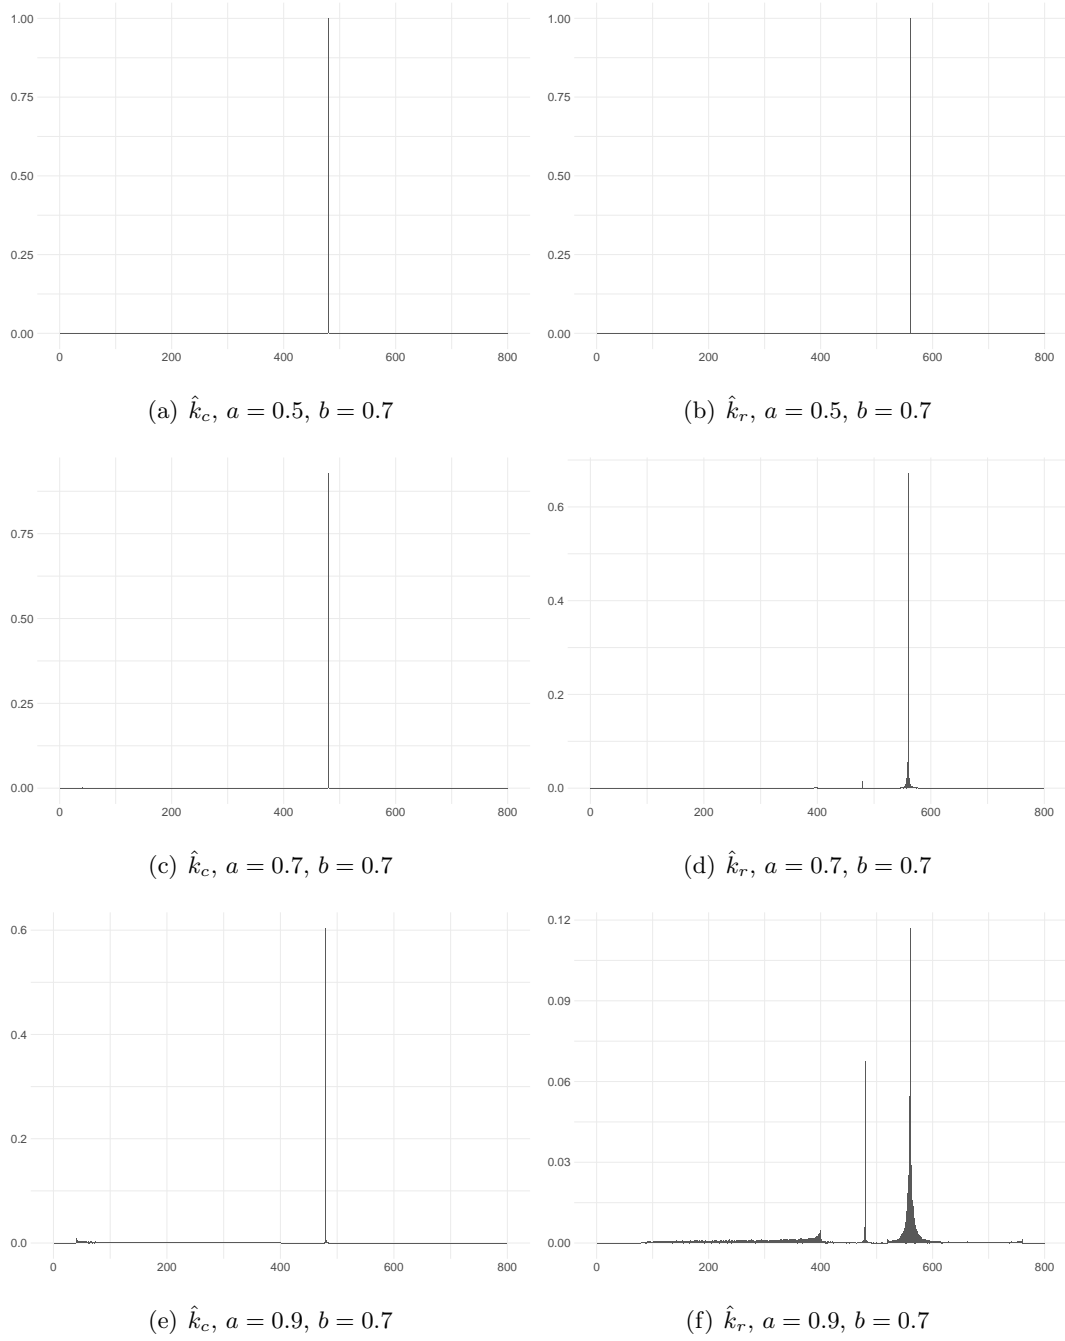 1.00
0.75
0.50
0.25
0.00
0 200 400 600 800
(a) k̂_c, a = 0.5, b = 0.7
1.00
0.75
0.50
0.25
0.00
0 200 400 600 800
(b) k̂_r, a = 0.5, b = 0.7
0.75
0.50
0.25
0.00
0 200 400 600 800
(c) k̂_c, a = 0.7, b = 0.7
0.6
0.4
0.2
0.0
0 200 400 600 800
(d) k̂_r, a = 0.7, b = 0.7
0.6
0.4
0.2
0.0
0 200 400 600 800
(e) k̂_c, a = 0.9, b = 0.7
0.12
0.09
0.06
0.03
0.00
0 200 400 600 800
(f) k̂_r, a = 0.9, b = 0.7